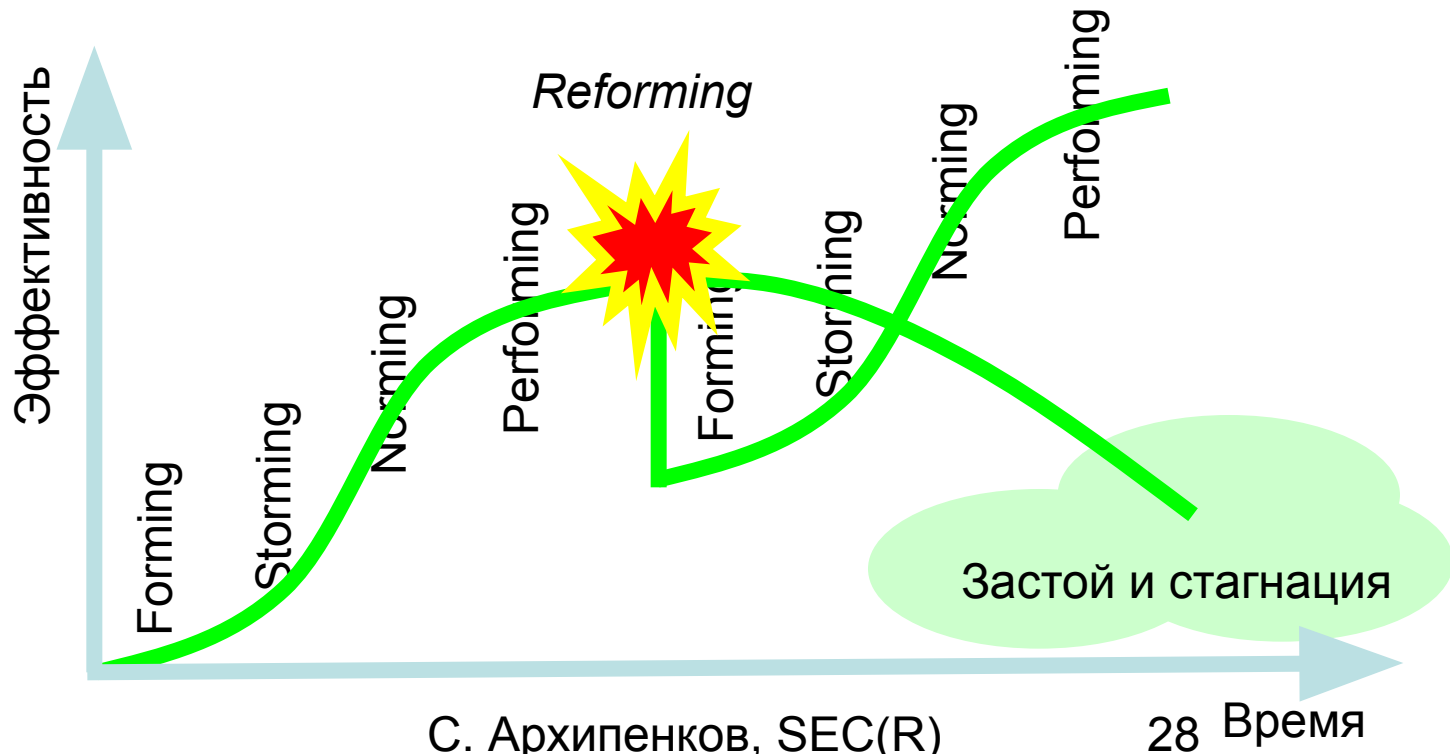 Эффективность
Reforming
Forming
Storming
Norming
Performing
Forming
Storming
Norming
Performing
Застой и стагнация
Время
С. Архипенков, SEC(R)
28